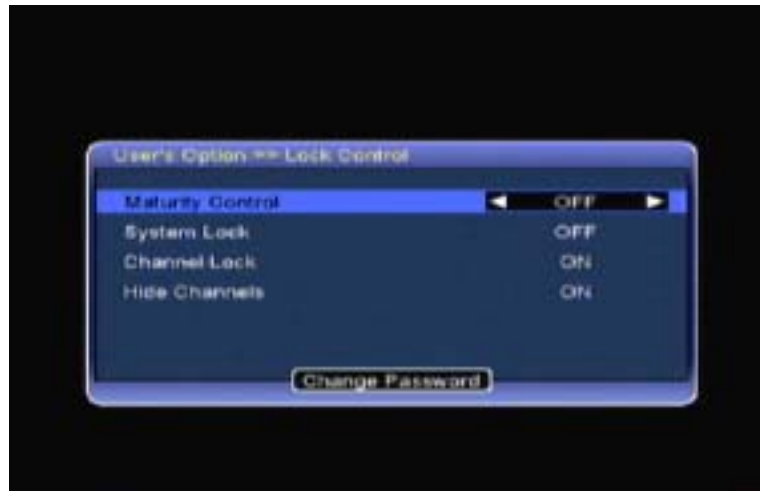 User's Option => Lock Control
Maturity Control OFF
System Lock OFF
Channel Lock ON
Hide Channels ON
Change Password